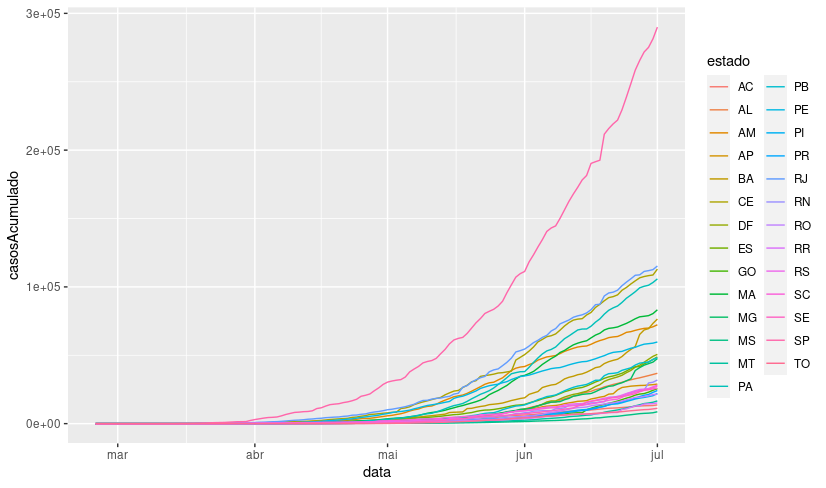 3e+05
2e+05
1e+05
0e+00
casosAcumulado
mar abr mai jun jul
data
estado
AC PB
AL PE
AM PI
AP PR
BA RJ
CE RN
DF RO
ES RR
GO RS
MA SC
MG SE
MS SP
MT TO
PA